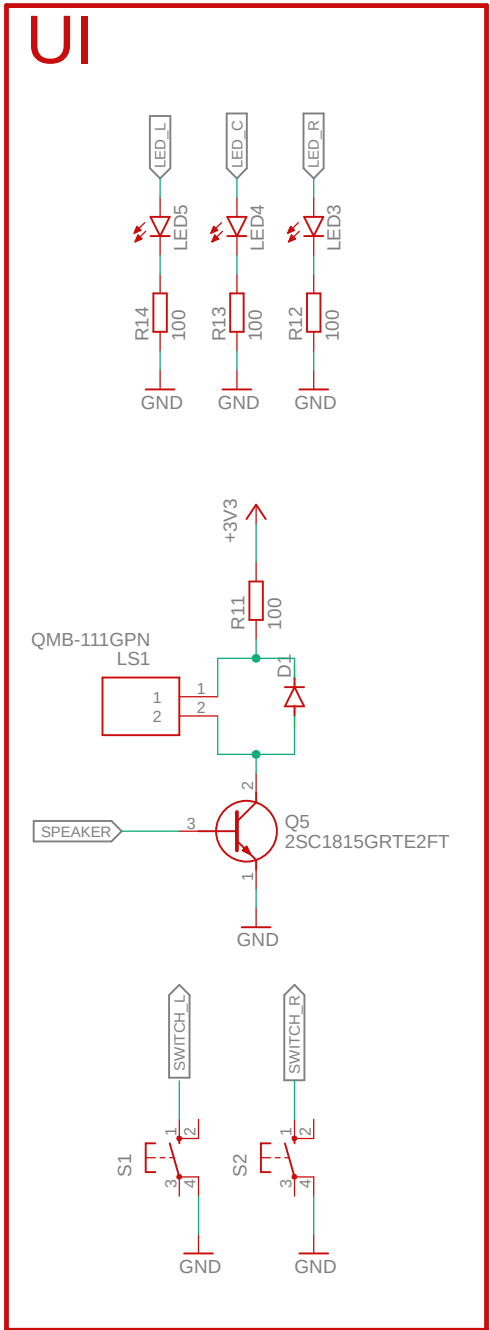 UI
LED_L
LED_C
LED_R
LED5
LED4
LED3
R14
100
R13
100
R12
100
GND
GND
GND
+3V3
R11
100
QMB-111GPN
LS1
D1
1
1
2
2
2
SPEAKER
3
Q5
2SC1815GRTE2FT
1
GND
SWITCH_L
SWITCH_R
1
2
1
2
S1
S2
3
4
3
4
GND
GND